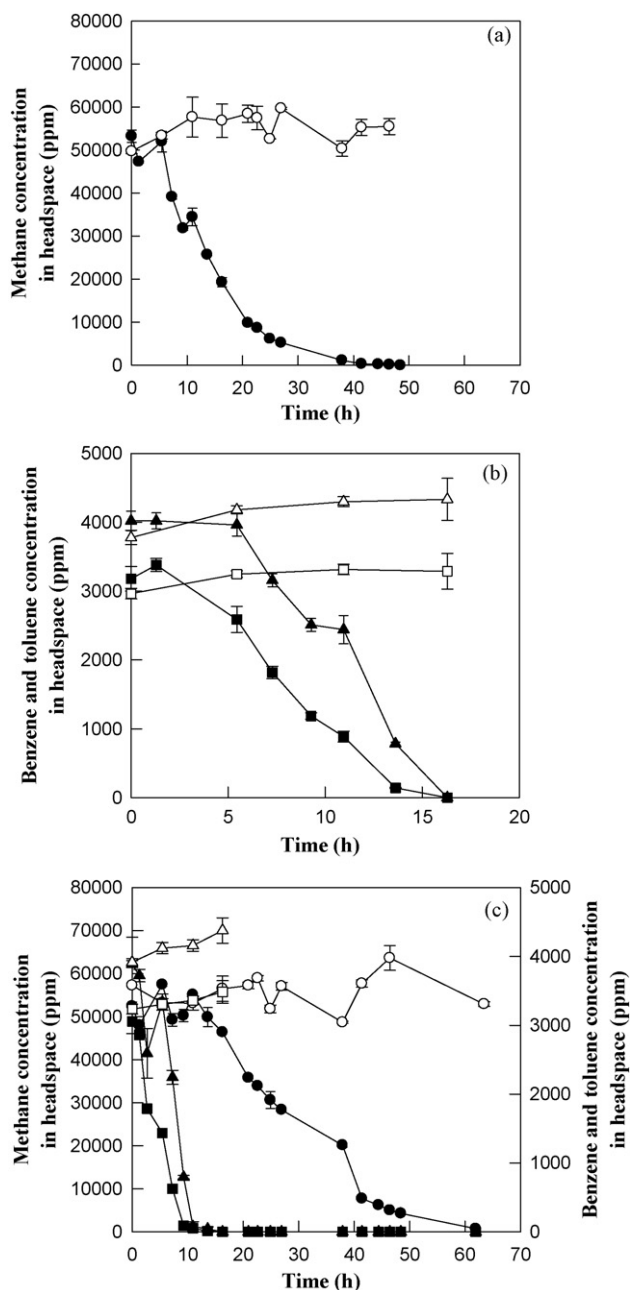 (a)
Methane concentration
in headspace (ppm)
80000
70000
60000
50000
40000
30000
20000
10000
0
0 10 20 30 40 50 60 70
Time (h)
(b)
Benzene and toluene concentration
in headspace (ppm)
5000
4000
3000
2000
1000
0
0 5 10 15 20
Time (h)
(c)
Methane concentration
in headspace (ppm)
80000
70000
60000
50000
40000
30000
20000
10000
0
5000
4000
3000
2000
1000
0
Benzene and toluene concentration
in headspace (ppm)
0 10 20 30 40 50 60 70
Time (h)